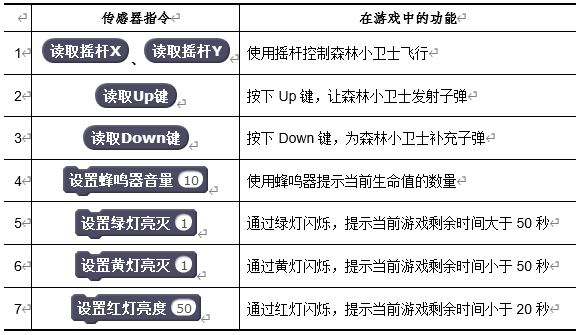 传感器指令 在游戏中的功能
1 读取摇杆X 、 读取摇杆Y 使用摇杆控制森林小卫士飞行
2 读取Up键 按下 Up 键，让森林小卫士发射子弹
3 读取Down键 按下 Down 键，为森林小卫士补充子弹
4 设置蜂鸣器音量 10 使用蜂鸣器提示当前生命值的数量
5 设置绿灯亮灭 1 通过绿灯闪烁，提示当前游戏剩余时间大于 50 秒
6 设置黄灯亮灭 1 通过黄灯闪烁，提示当前游戏剩余时间小于 50 秒
7 设置红灯亮度 50 通过红灯闪烁，提示当前游戏剩余时间小于 20 秒